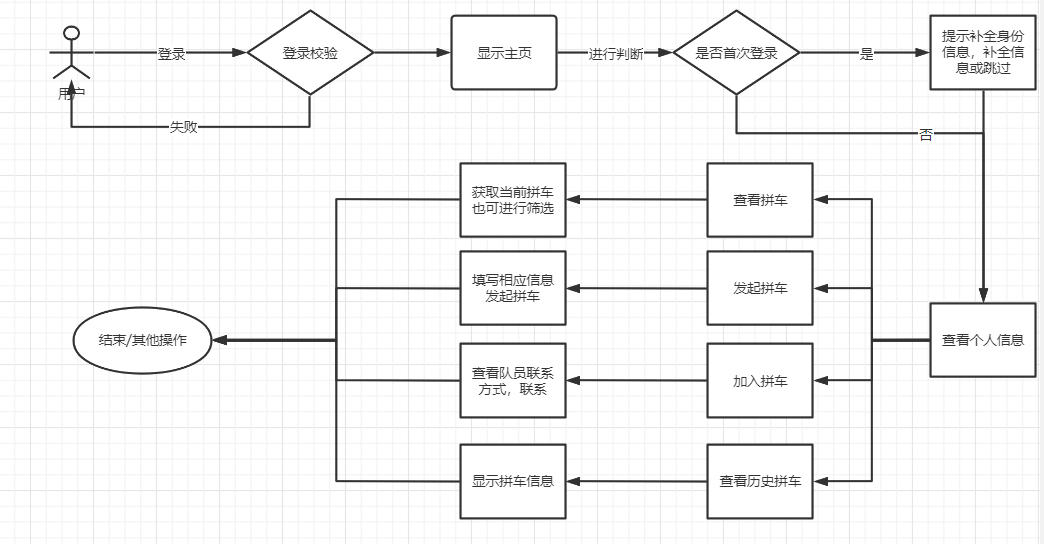 用户
登录
登录校验
失败
显示主页
进行判断
是否首次登录
是
提示补全身份
信息，补全信
息或跳过
否
获取当前拼车
也可进行筛选
查看拼车
填写相应信息
发起拼车
发起拼车
结束/其他操作
查看个人信息
查看队员联系
方式，联系
加入拼车
显示拼车信息
查看历史拼车